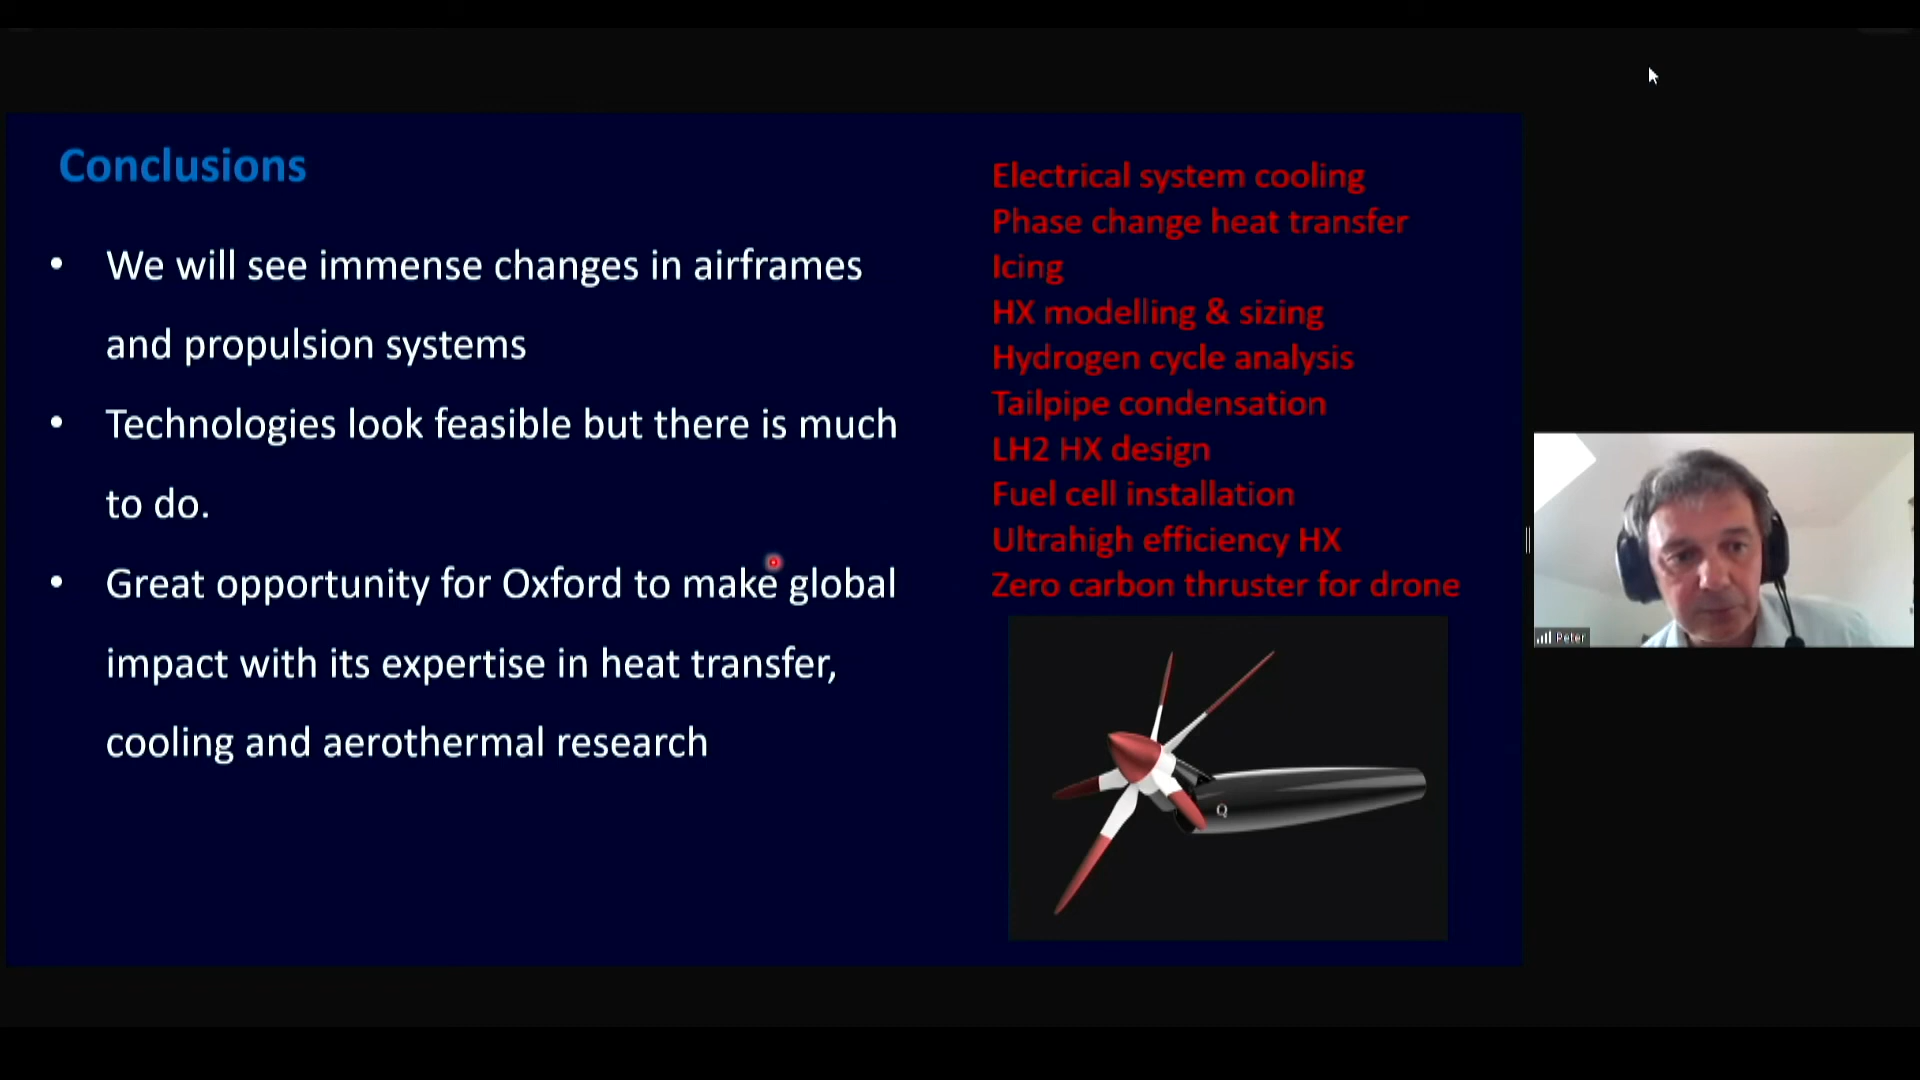 Conclusions
• We will see immense changes in airframes
and propulsion systems
• Technologies look feasible but there is much
to do.
• Great opportunity for Oxford to make global
impact with its expertise in heat transfer,
cooling and aerothermal research
Electrical system cooling
Phase change heat transfer
Icing
HX modelling & sizing
Hydrogen cycle analysis
Tailpipe condensation
LH2 HX design
Fuel cell installation
Ultrahigh efficiency HX
Zero carbon thruster for drone
Q
Peter